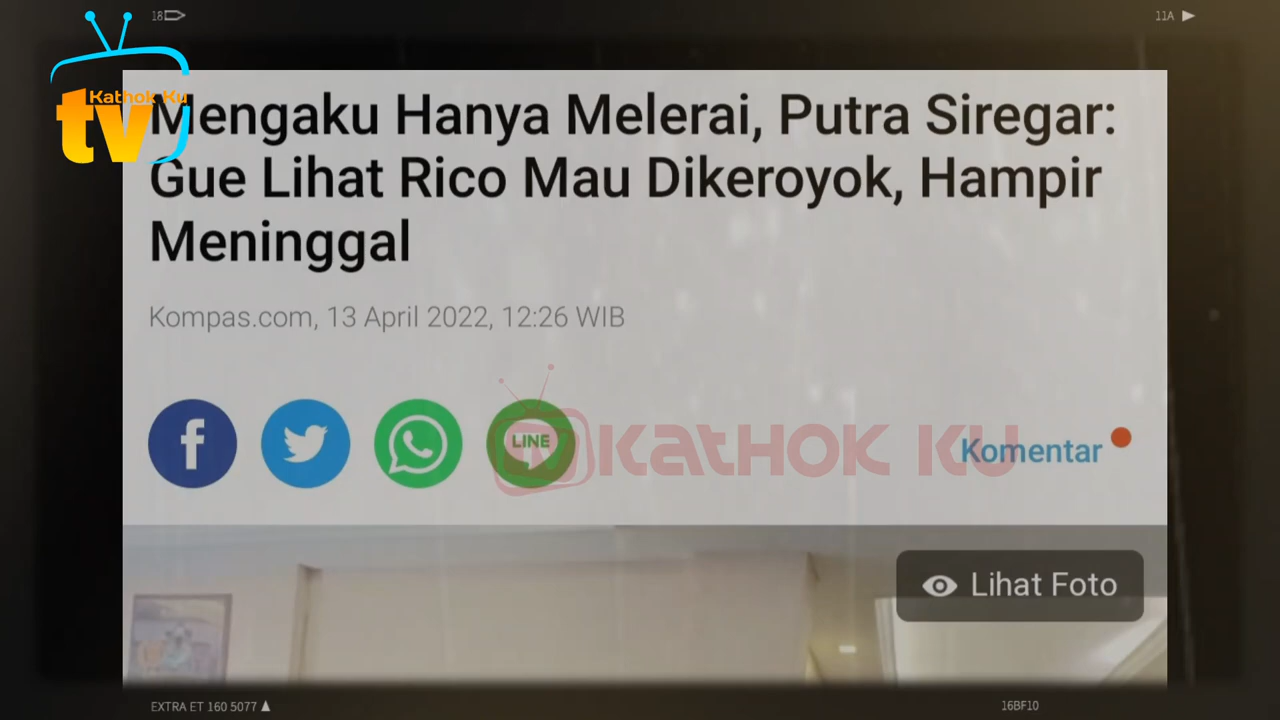 18
11A
Kathok Ku
tv
Mengaku Hanya Melerai, Putra Siregar:
Gue Lihat Rico Mau Dikeroyok, Hampir
Meninggal
Kompas.com, 13 April 2022, 12:26 WIB
LINE
KATHOK KU
Komentar
Lihat Foto
EXTRA ET 160 5077
16BF10